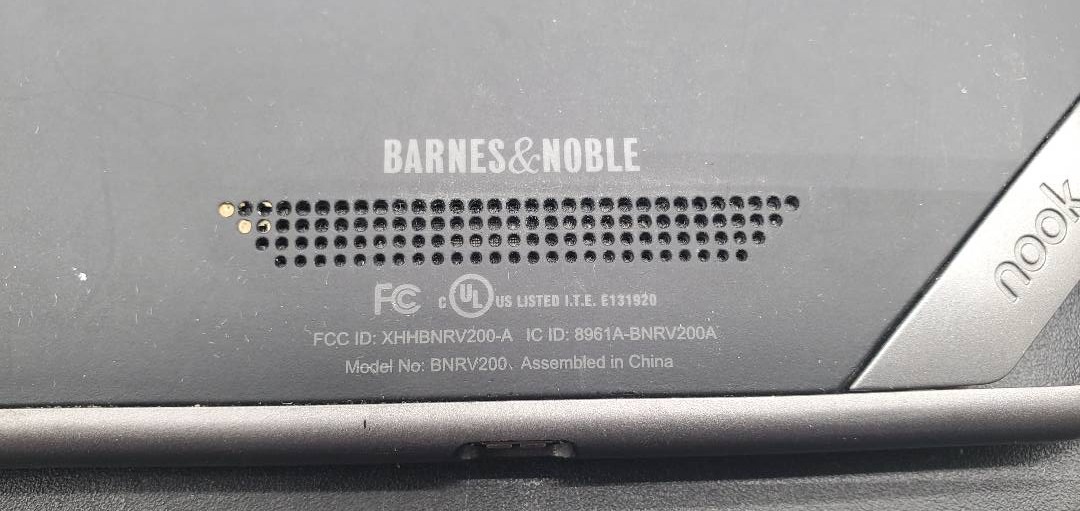 BARNES&NOBLE
nook
FC C UL US LISTED I.T.E. E131920
FCC ID: XHHBNRV200-A IC ID: 8961A-BNRV200A
Model No: BNRV200、Assembled in China